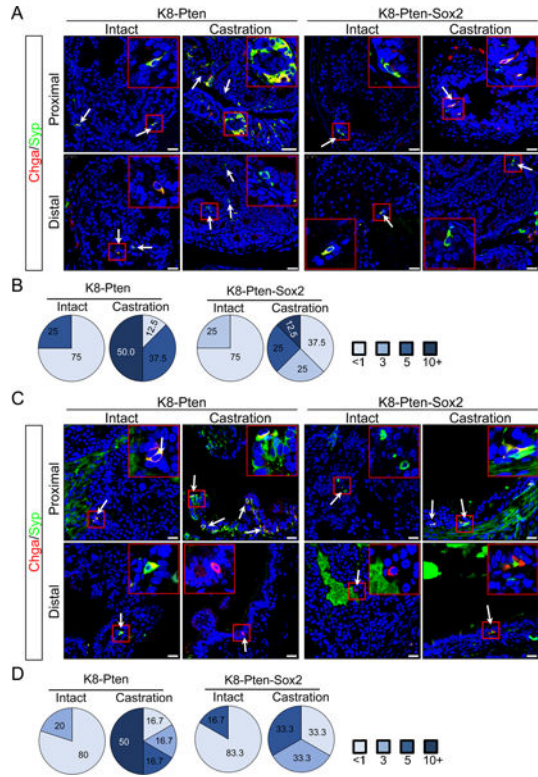 A
K8-Pten K8-Pten-Sox2
Intact Castration Intact Castration
Chga/Syp
Proximal
Distal
B
K8-Pten K8-Pten-Sox2
Intact Castration Intact Castration
25 75 50.0 12.5 37.5 25 75 12.5 37.5 25 25
<1 3 5 10+
C
K8-Pten K8-Pten-Sox2
Intact Castration Intact Castration
Chga/Syp
Proximal
Distal
D
K8-Pten K8-Pten-Sox2
Intact Castration Intact Castration
20 80 50 16.7 16.7 16.7 16.7 83.3 33.3 33.3 33.3
<1 3 5 10+